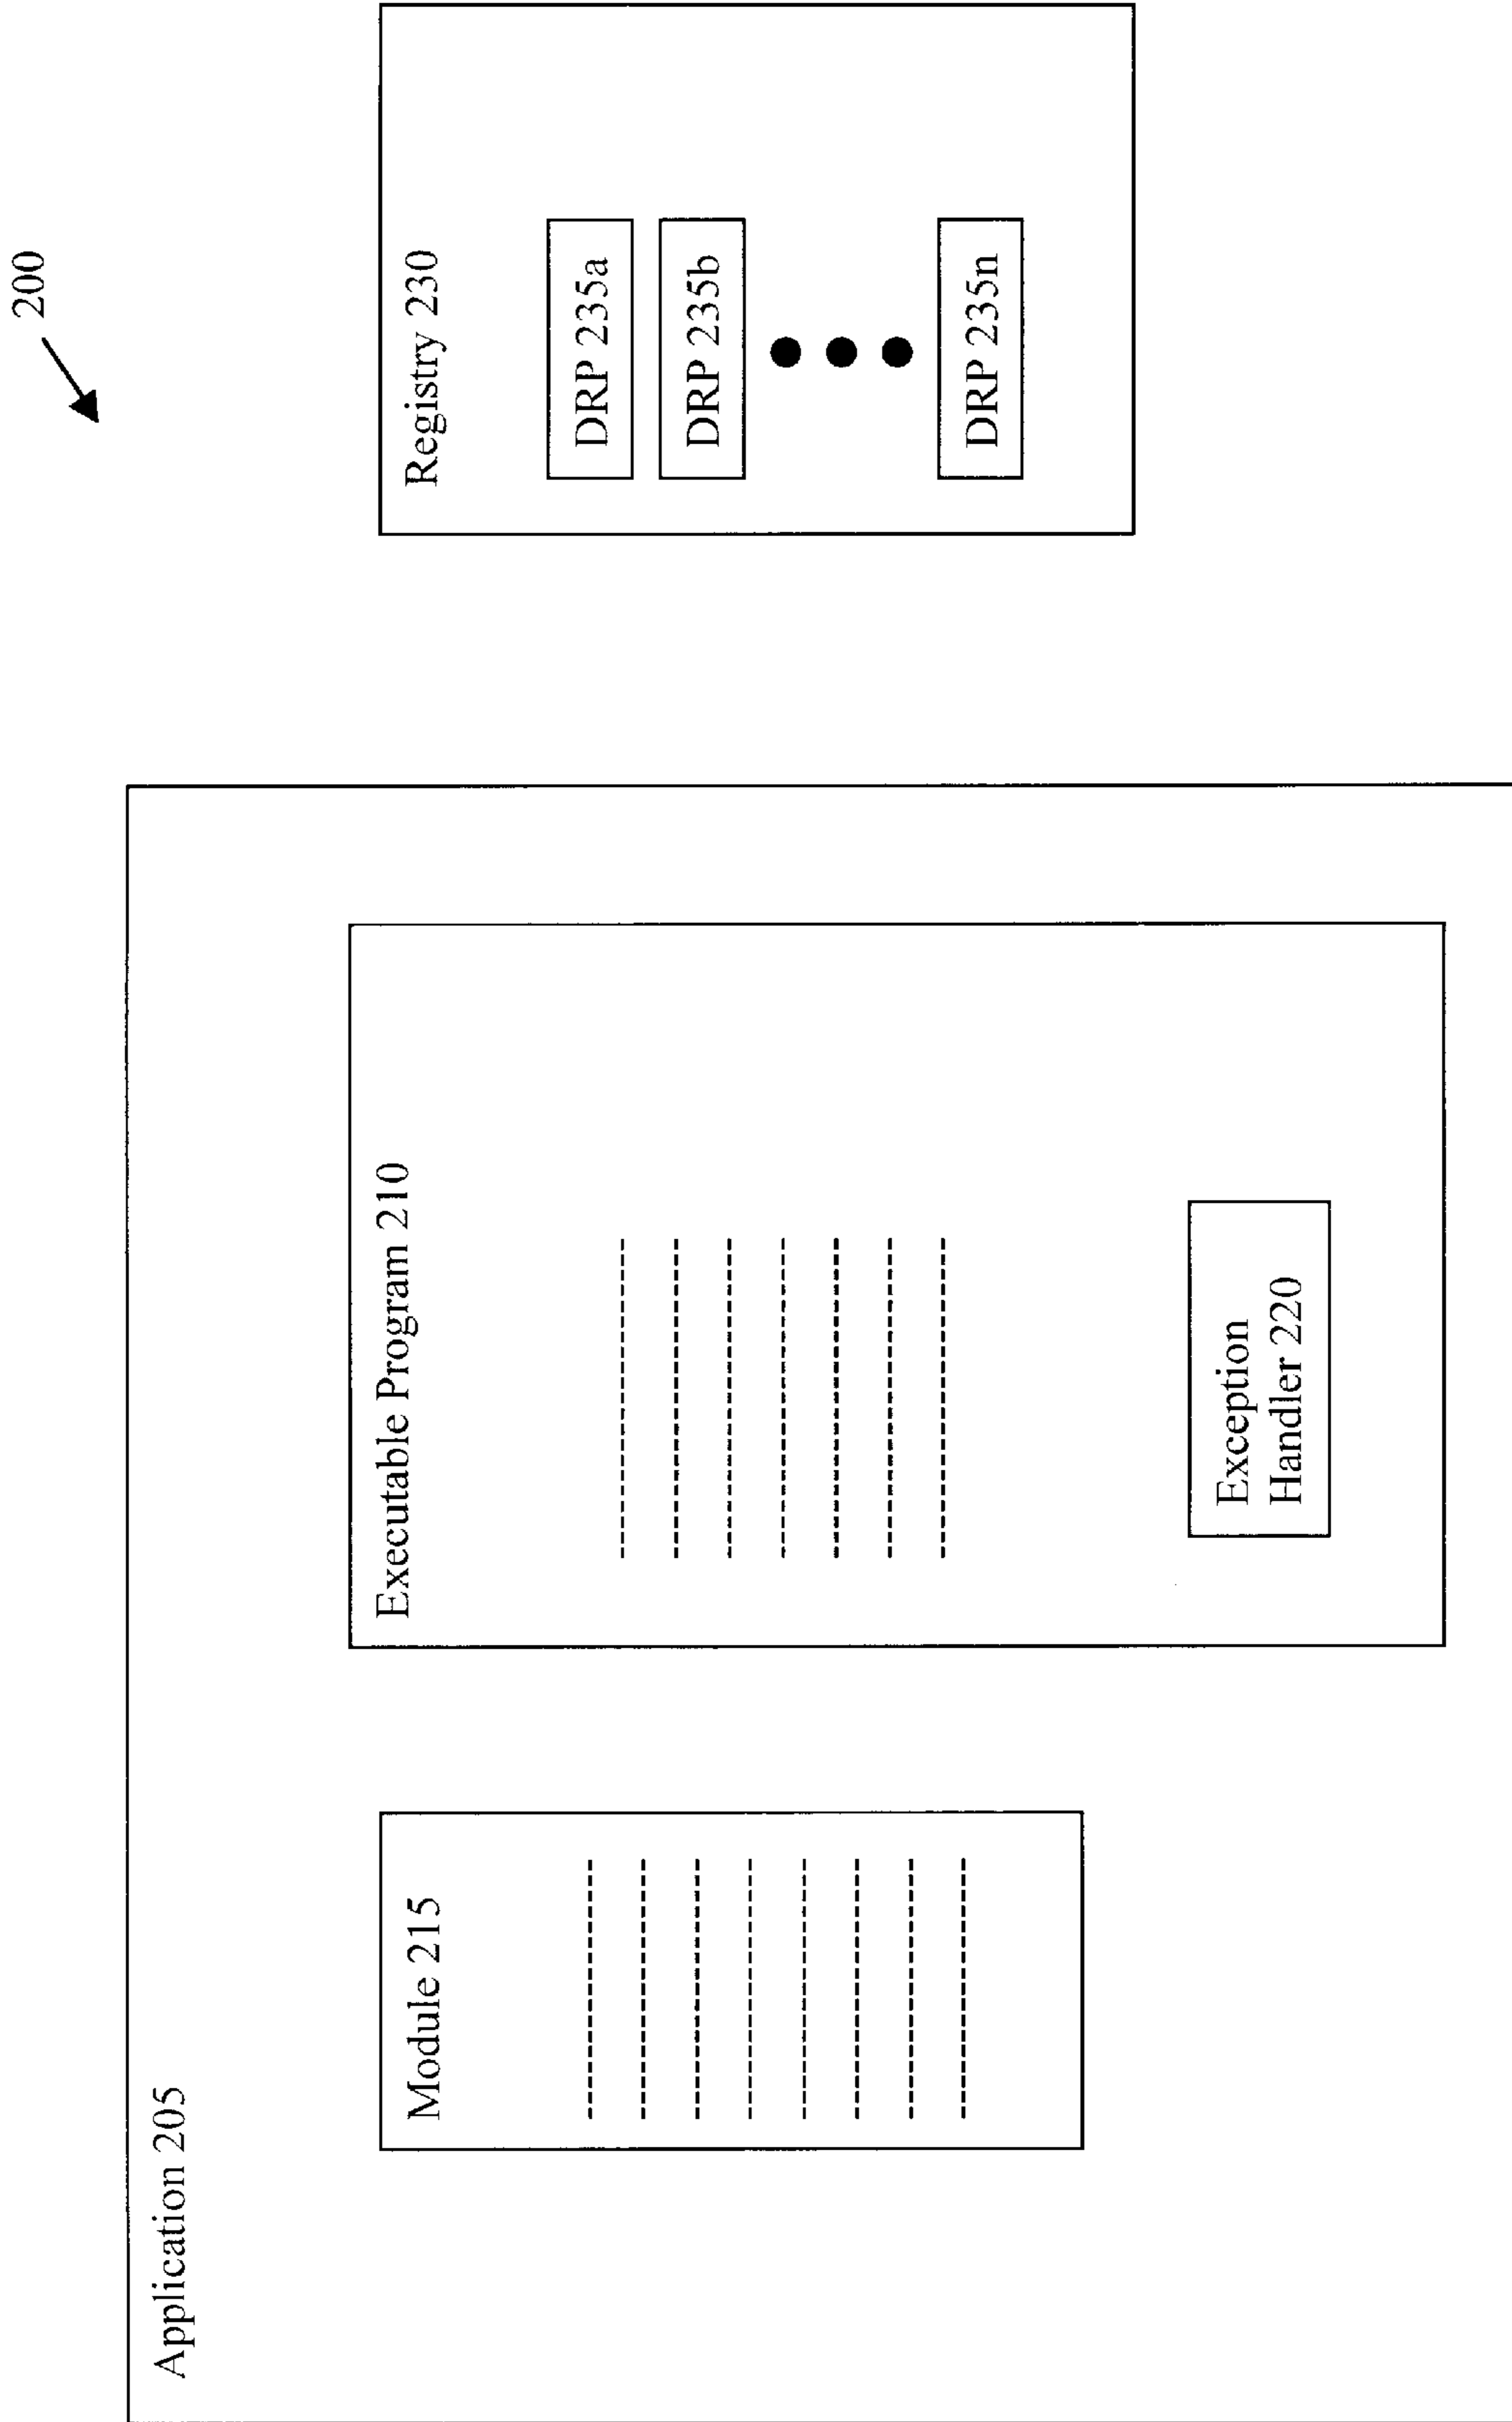 200
Application 205
Module 215
Executable Program 210
Exception
Handler 220
Registry 230
DRP 235a
DRP 235b
DRP 235n